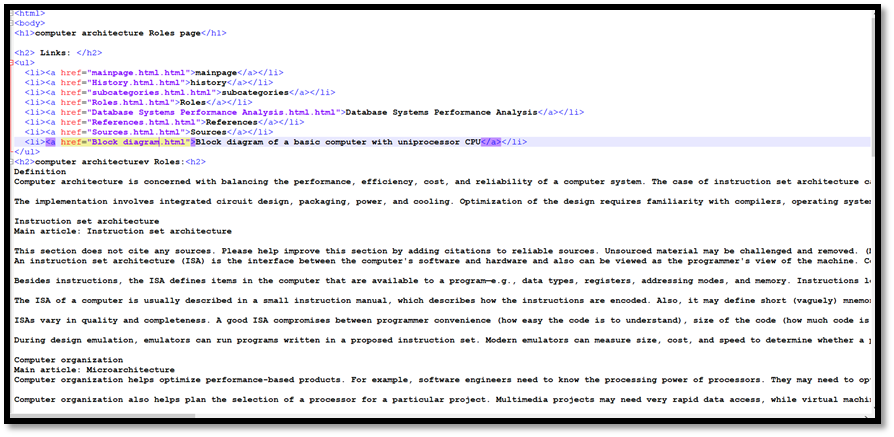 <html>
<body>
<h1>computer architecture Roles page</h1>
<h2> Links: </h2>
<ul>
<li><a href="mainpage.html.html">mainpage</a></li>
<li><a href="History.html.html">history</a></li>
<li><a href="subcategories.html.html">subcategories</a></li>
<li><a href="Roles.html.html">Roles</a></li>
<li><a href="Database Systems Performance Analysis.html.html">Database Systems Performance Analysis</a></li>
<li><a href="References.html.html">References</a></li>
<li><a href="Sources.html.html">Sources</a></li>
<li><a href="Block diagram.html">Block diagram of a basic computer with uniprocessor CPU</a></li>
</ul>
<h2>computer architecturev Roles:<h2>
Definition
Computer architecture is concerned with balancing the performance, efficiency, cost, and reliability of a computer system. The case of instruction set architecture
The implementation involves integrated circuit design, packaging, power, and cooling. Optimization of the design requires familiarity with compilers, operating
Instruction set architecture
Main article: Instruction set architecture
This section does not cite any sources. Please help improve this section by adding citations to reliable sources. Unsourced material may be challenged and removed.
An instruction set architecture (ISA) is the interface between the computer's software and hardware and also can be viewed as the programmer's view of the machine.
Besides instructions, the ISA defines items in the computer that are available to a program—e.g., data types, registers, addressing modes, and memory. Instructions
The ISA of a computer is usually described in a small instruction manual, which describes how the instructions are encoded. Also, it may define short (vaguely)
ISAs vary in quality and completeness. A good ISA compromises between programmer convenience (how easy the code is to understand), size of the code (how much code is
During design emulation, emulators can run programs written in a proposed instruction set. Modern emulators can measure size, cost, and speed to determine whether a
Computer organization
Main article: Microarchitecture
Computer organization helps optimize performance-based products. For example, software engineers need to know the processing power of processors. They may need to
Computer organization also helps plan the selection of a processor for a particular project. Multimedia projects may need very rapid data access, while virtual